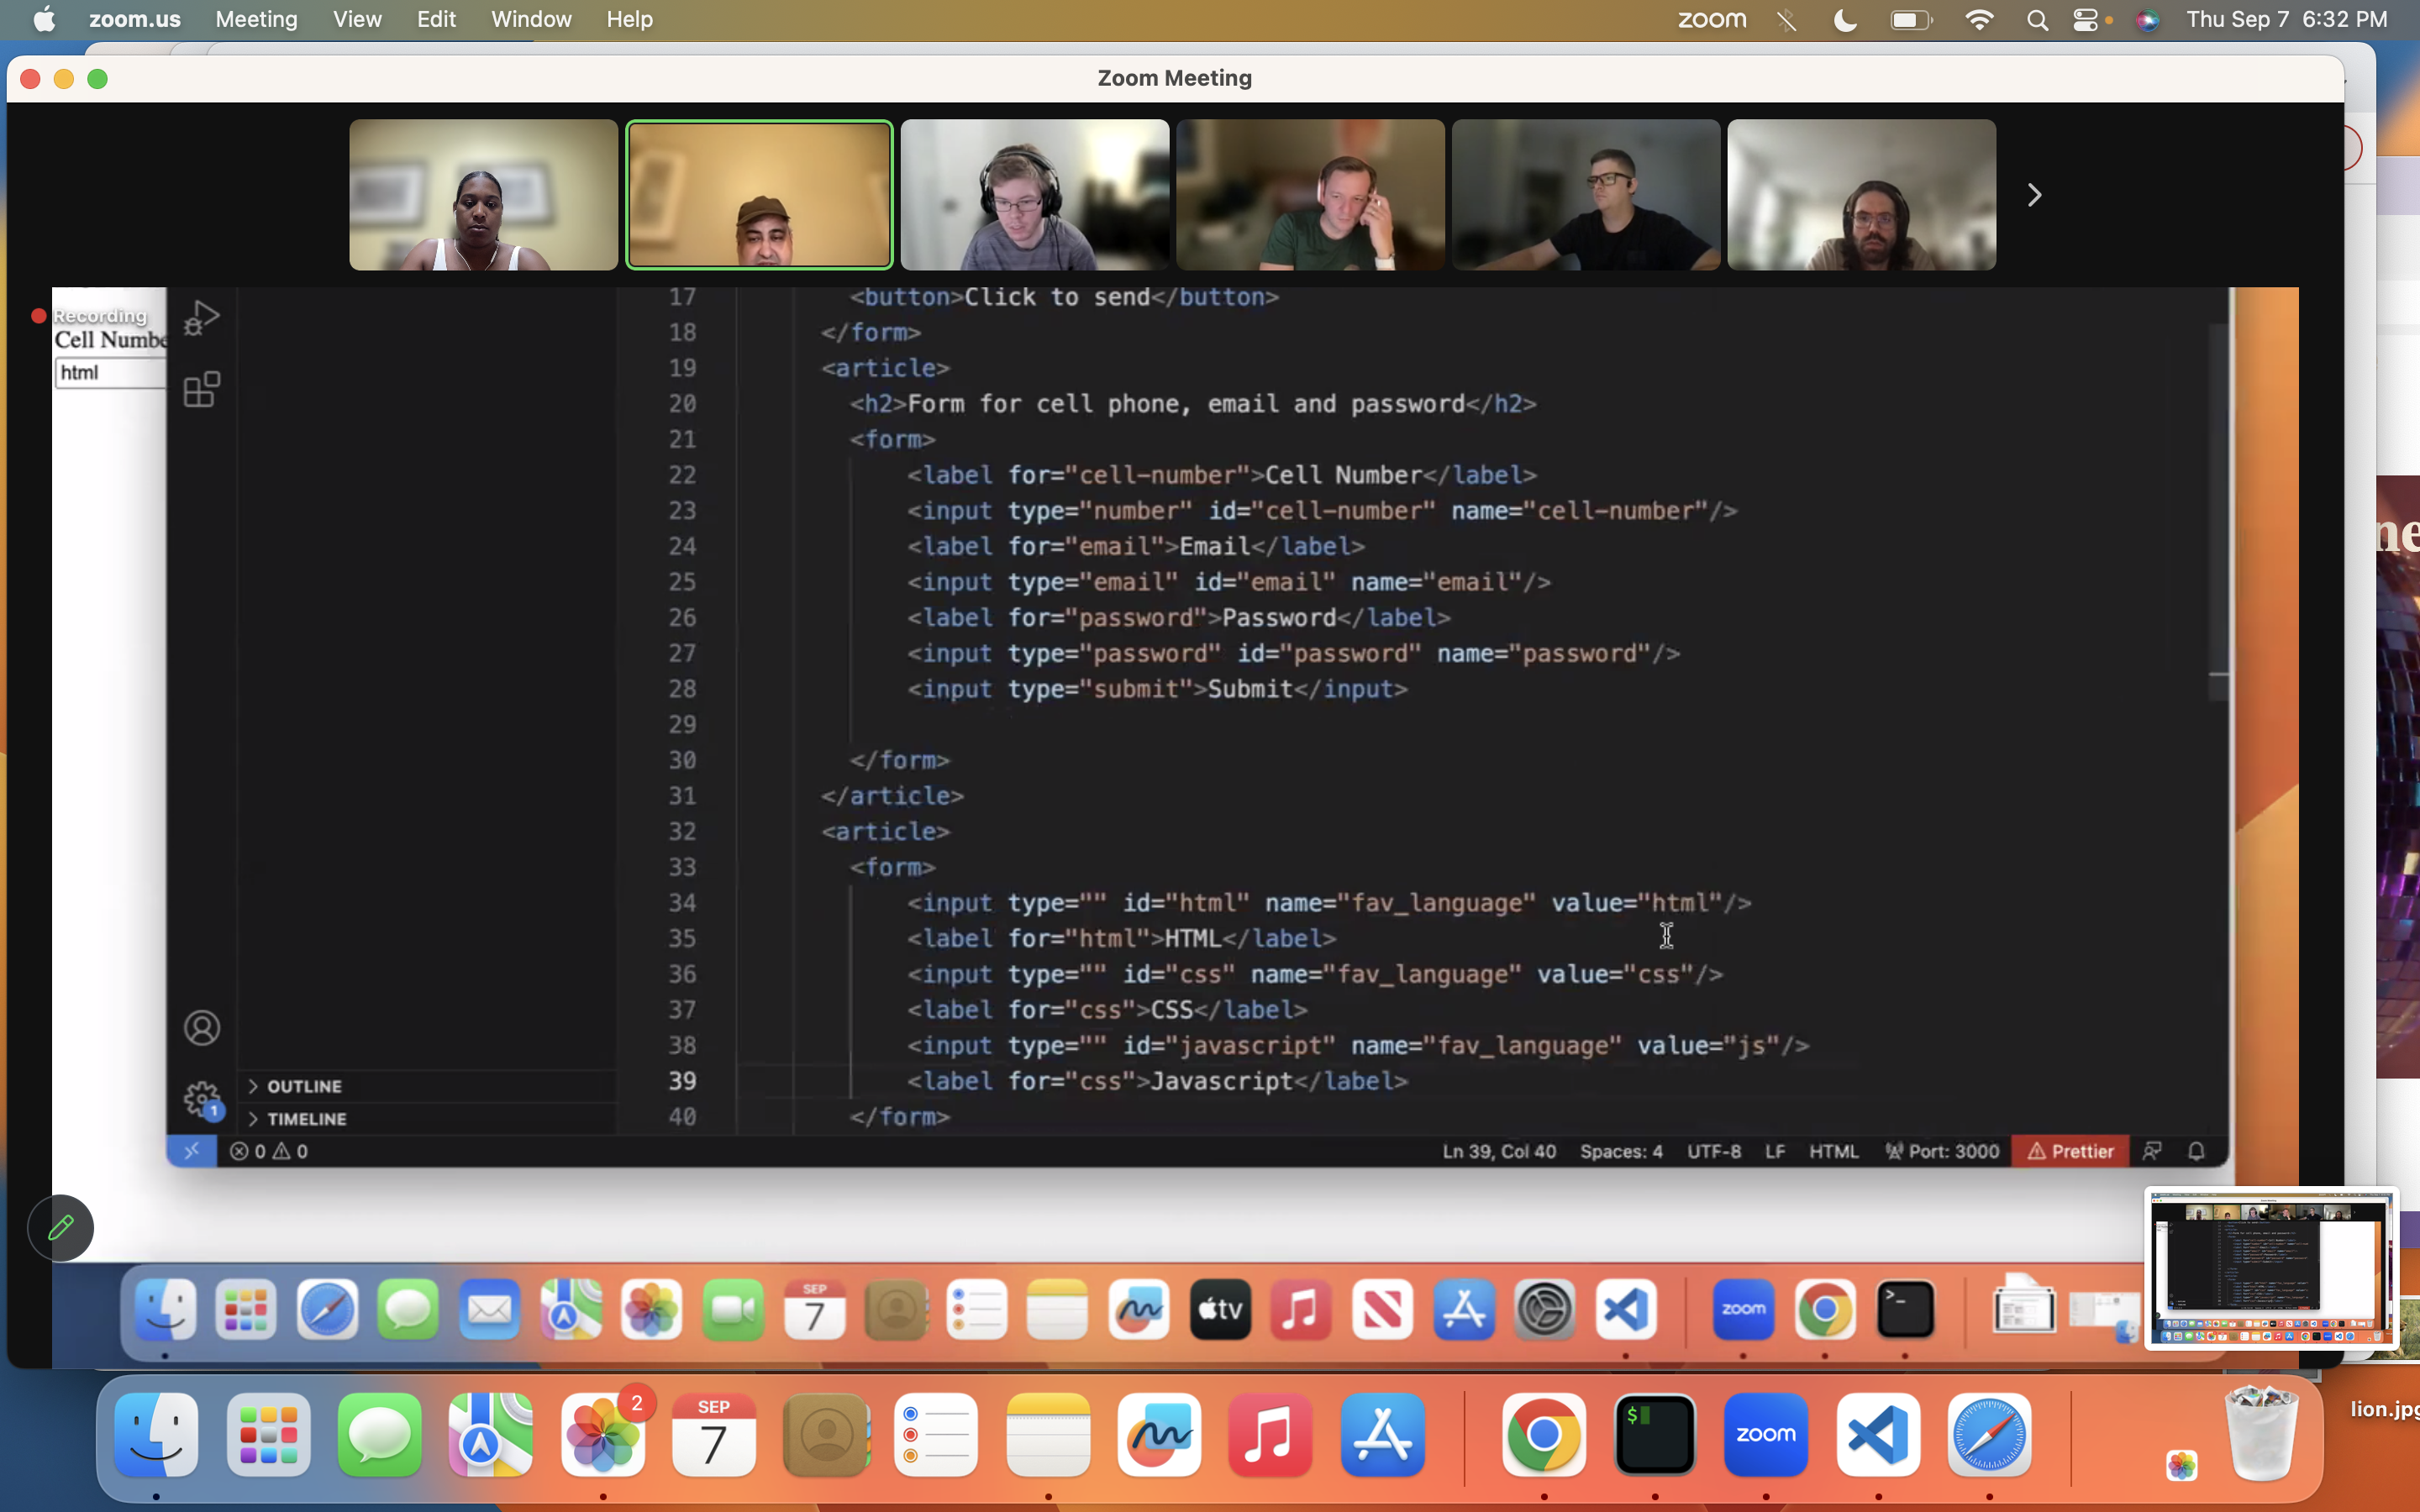 zoom.us Meeting View Edit Window Help
zoom Thu Sep 7 6:32 PM
Zoom Meeting
Recording
Cell Numbe
html
17 <button>Click to send</button>
18 </form>
19 <article>
20 <h2>Form for cell phone, email and password</h2>
21 <form>
22 <label for="cell-number">Cell Number</label>
23 <input type="number" id="cell-number" name="cell-number"/>
24 <label for="email">Email</label>
25 <input type="email" id="email" name="email"/>
26 <label for="password">Password</label>
27 <input type="password" id="password" name="password"/>
28 <input type="submit">Submit</input>
29
30 </form>
31 </article>
32 <article>
33 <form>
34 <input type="" id="html" name="fav_language" value="html"/>
35 <label for="html">HTML</label>
36 <input type="" id="css" name="fav_language" value="css"/>
37 <label for="css">CSS</label>
38 <input type="" id="javascript" name="fav_language" value="js"/>
39 <label for="css">Javascript</label>
40 </form>
OUTLINE
TIMELINE
1
0 0
Ln 39, Col 40 Spaces: 4 UTF-8 LF HTML Port: 3000 Prettier
ne
SEP
7
tv
zoom
>_
2
SEP
7
$
zoom
lion.jpg